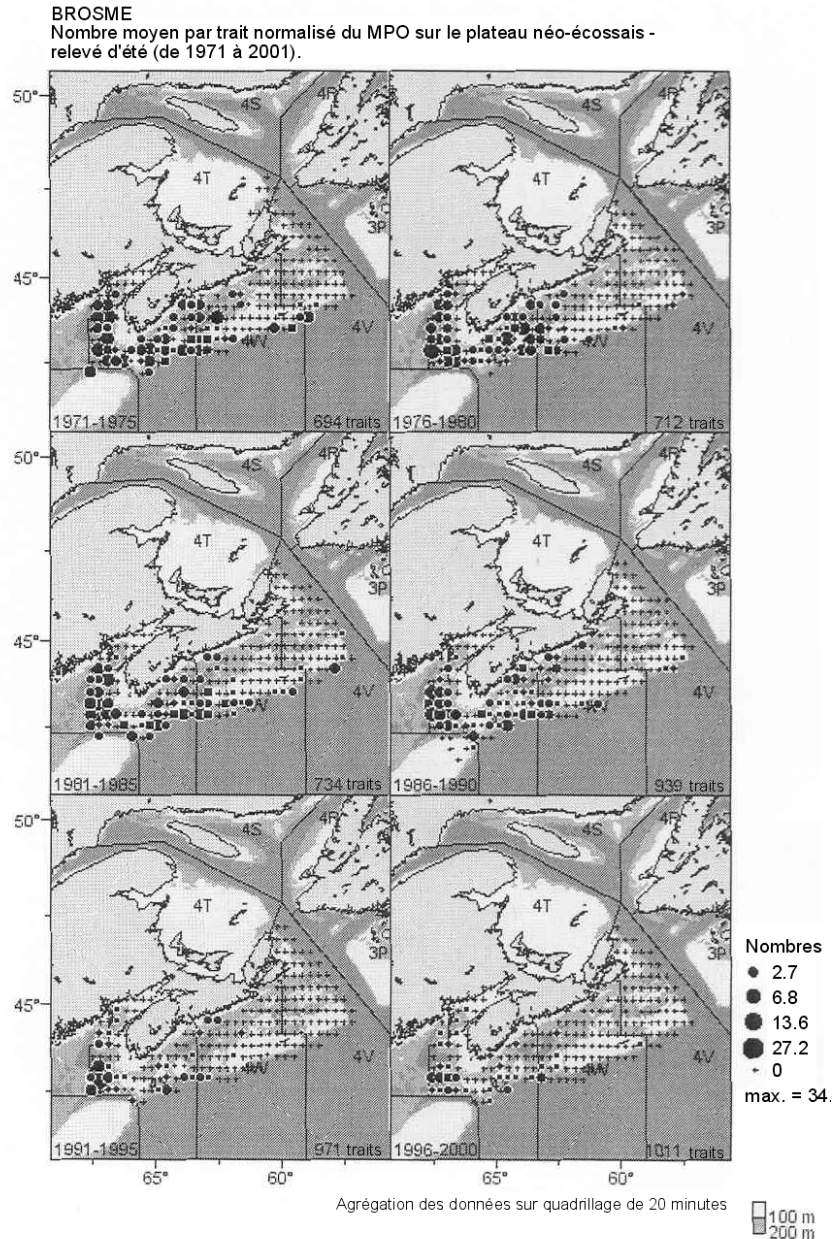 BROSME
Nombre moyen par trait normalisé du MPO sur le plateau néo-écossais -
relevé d'été (de 1971 à 2001).
50°
4S
4R
4T
3P
45°
4W
4V
1971-1975
694 traits
4S
4R
4T
3P
4W
4V
1976-1980
712 traits
50°
4S
4R
4T
3P
45°
4W
4V
1981-1985
734 traits
4S
4R
4T
3P
4W
4V
1986-1990
939 traits
50°
4S
4R
4T
3P
45°
4W
4V
1991-1995
971 traits
4S
4R
4T
3P
4W
4V
1996-2000
1011 traits
65°
60°
65°
60°
Nombres
2.7
6.8
13.6
27.2
0
max. = 34.
Agrégation des données sur quadrillage de 20 minutes
100 m
200 m